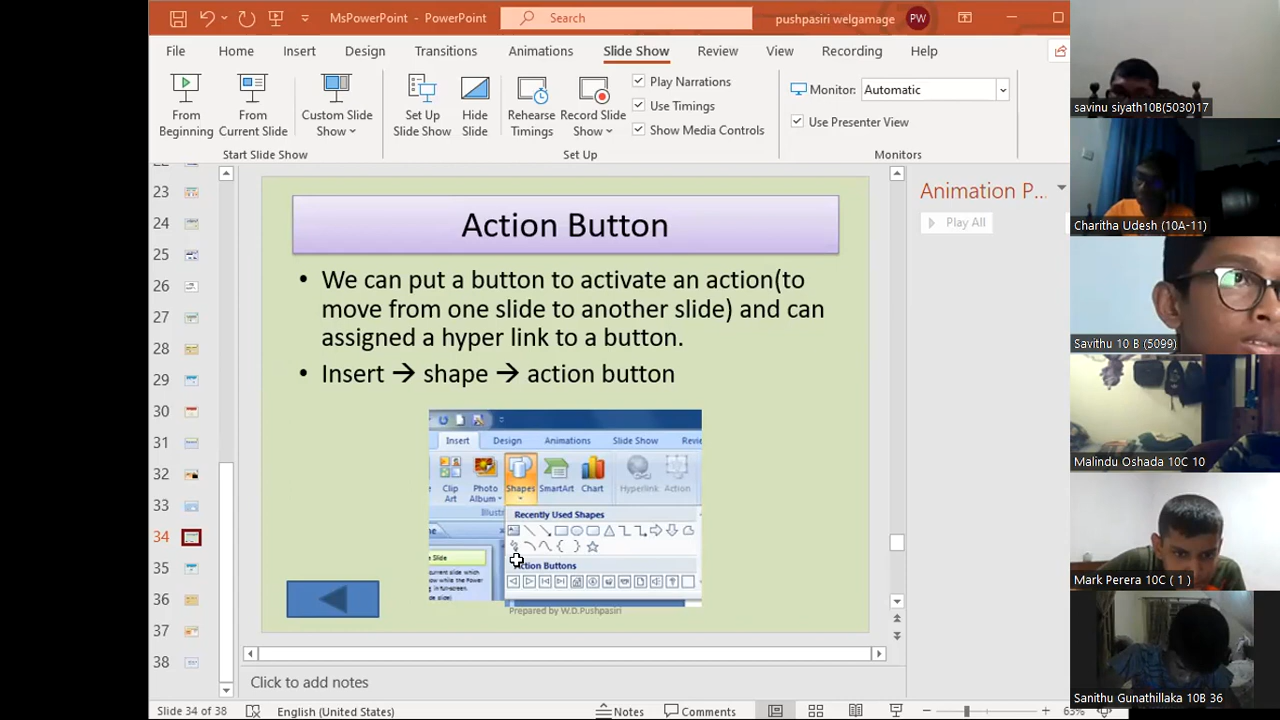 MsPowerPoint - PowerPoint
Search
pushpasiri welgamage
PW
File Home Insert Design Transitions Animations Slide Show Review View Recording Help
From Beginning
From Current Slide
Custom Slide Show
Set Up Slide Show
Hide Slide
Rehearse Timings
Record Slide Show
Play Narrations
Use Timings
Show Media Controls
Monitor: Automatic
Use Presenter View
Start Slide Show
Set Up
Monitors
23
24
25
26
27
28
29
30
31
32
33
34
35
36
37
38
Action Button
• We can put a button to activate an action(to
move from one slide to another slide) and can
assigned a hyper link to a button.
• Insert → shape → action button
Insert Design Animations Slide Show
Clip Art
Photo Album
Shapes
SmartArt
Chart
Hyperlink
Action
Recently Used Shapes
Prepared by W.D.Pushpasiri
Animation P...
Play All
Click to add notes
Slide 34 of 38
English (United States)
Notes
Comments
63%
savinu siyath10B(5030)17
Charitha Udesh (10A-11)
Savithu 10 B (5099)
Malindu Oshada 10C 10
Mark Perera 10C ( 1 )
Sanithu Gunathillaka 10B 36